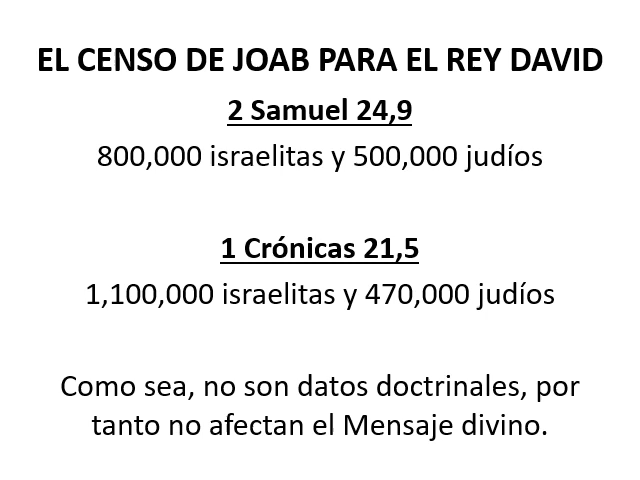 EL CENSO DE JOAB PARA EL REY DAVID
2 Samuel 24,9
800,000 israelitas y 500,000 judíos
1 Crónicas 21,5
1,100,000 israelitas y 470,000 judíos
Como sea, no son datos doctrinales, por
tanto no afectan el Mensaje divino.